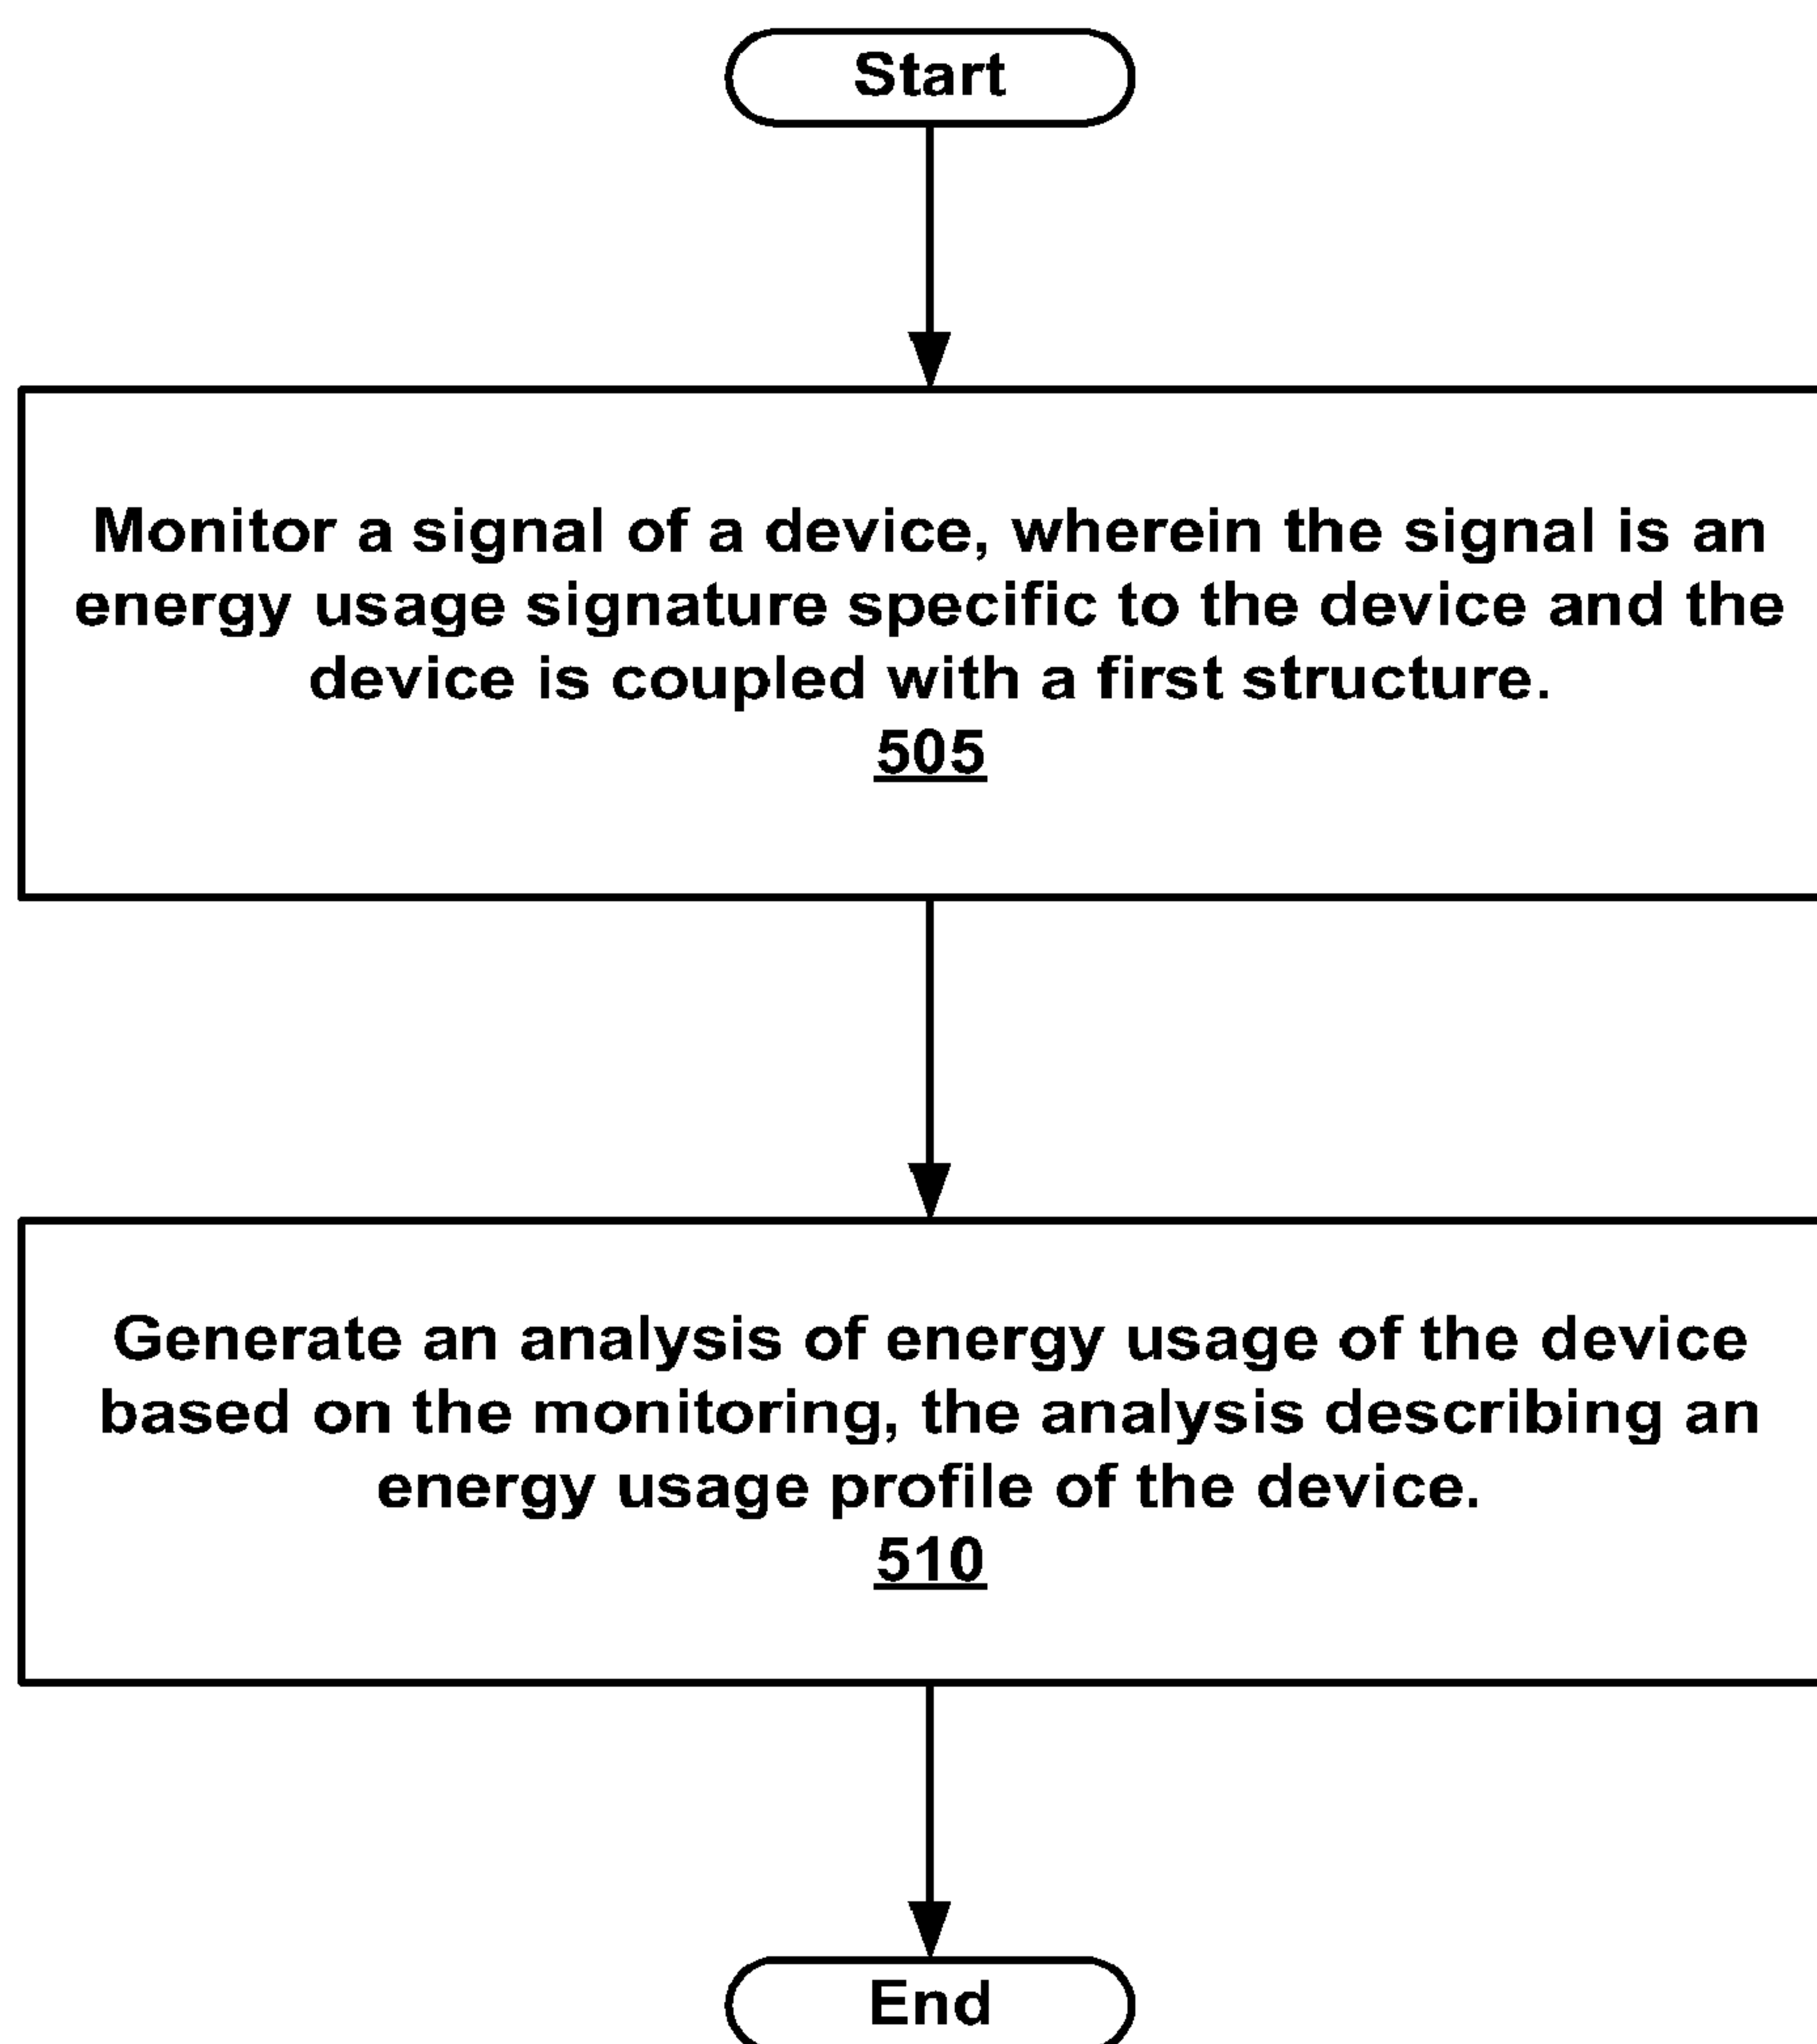 Start
Monitor a signal of a device, wherein the signal is an
energy usage signature specific to the device and the
device is coupled with a first structure.
505
Generate an analysis of energy usage of the device
based on the monitoring, the analysis describing an
energy usage profile of the device.
510
End